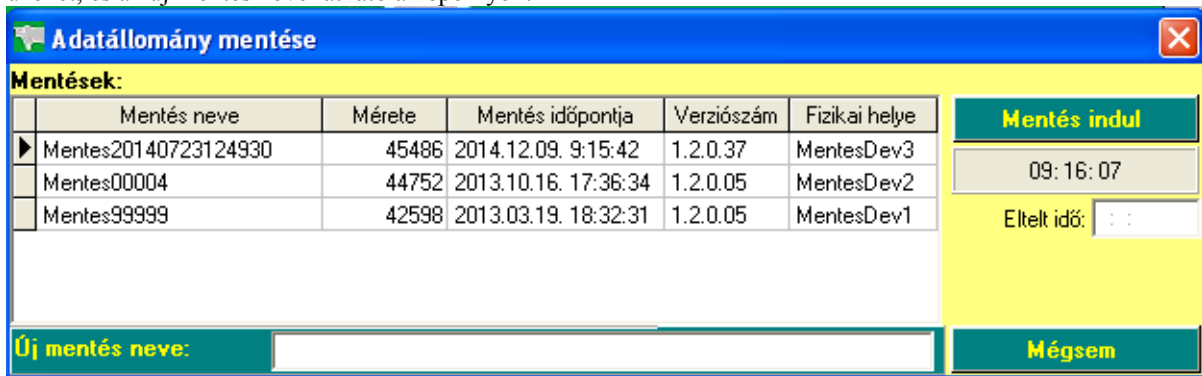 Adatállomány mentése
Mentések:
Mentés neve Mérete Mentés időpontja Verziószám Fizikai helye
Mentes20140723124930 45486 2014.12.09. 9:15:42 1.2.0.37 MentesDev3
Mentes00004 44752 2013.10.16. 17:36:34 1.2.0.05 MentesDev2
Mentes99999 42598 2013.03.19. 18:32:31 1.2.0.05 MentesDev1
Mentés indul
09:16:07
Eltelt idő: : :
Új mentés neve:
Mégsem